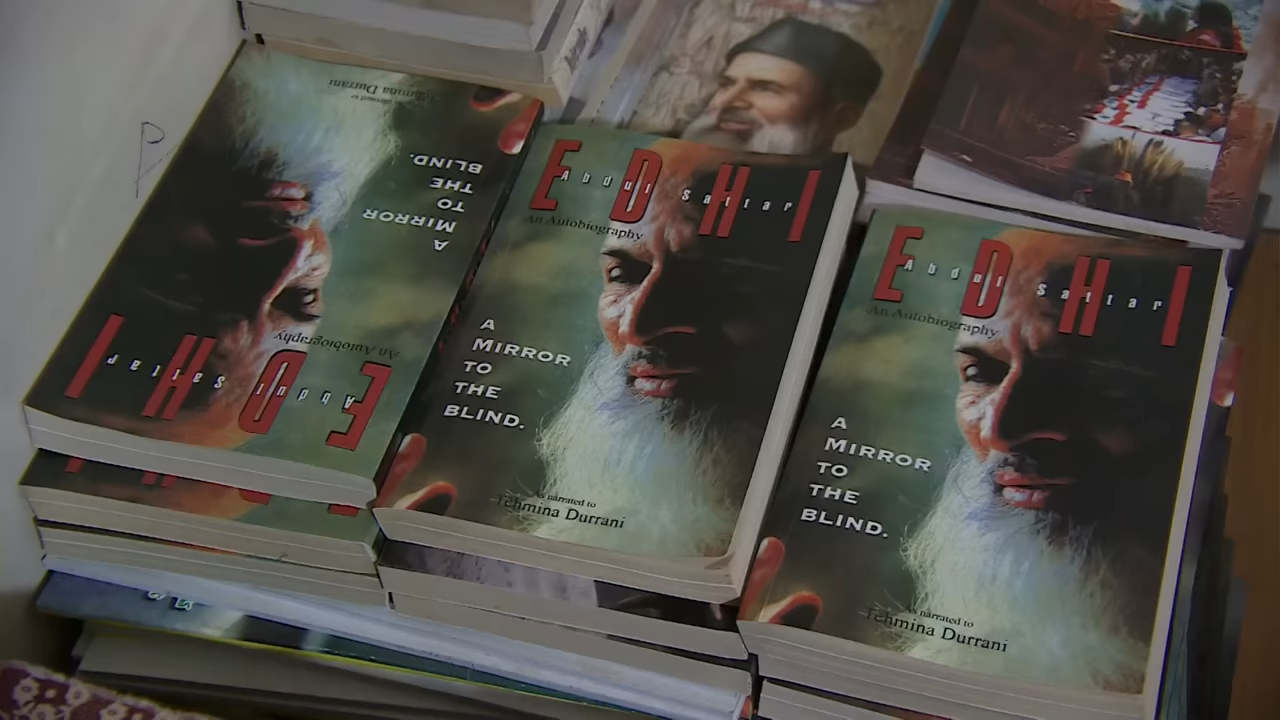 Tehmina Durrani
A
MIRROR
TO
THE
BLIND.
An Autobiography
EDHI
Abdul Sattar
EDHI
Abdul Sattar
An Autobiography
A
MIRROR
TO
THE
BLIND.
As narrated to
Tehmina Durrani
EDHI
Abdul Sattar
An Autobiography
A
MIRROR
TO
THE
BLIND.
As narrated to
Tehmina Durrani